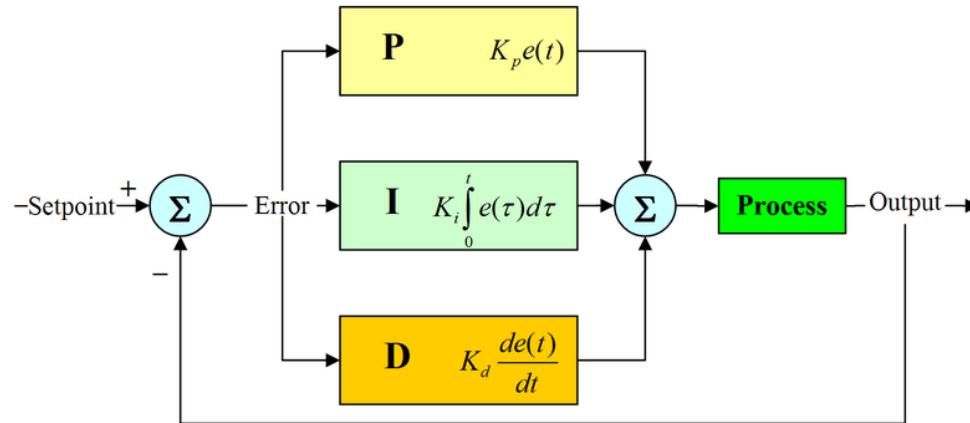 P K_p e(t)
–Setpoint + Σ Error I K_i ∫_0^t e(τ)dτ Σ Process Output
–
D K_d de(t)/dt